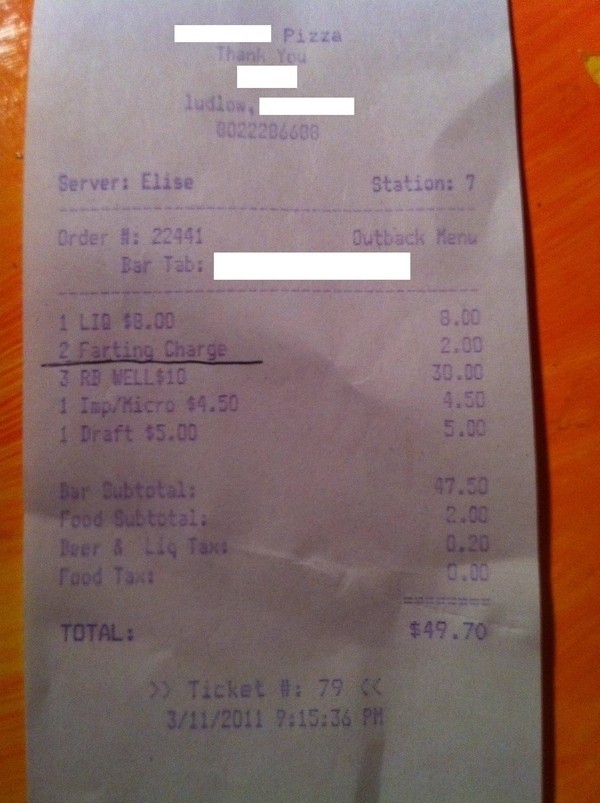 Pizza
Thank You
ludlow,
8022286608
Server: Elise Station: 7
Order #: 22441 Outback Menu
Bar Tab:
1 LIQ $8.00 8.00
2 Farting Charge 2.00
3 RB WELL$10 30.00
1 Imp/Micro $4.50 4.50
1 Draft $5.00 5.00
Bar Subtotal: 47.50
Food Subtotal: 2.00
Beer & Liq Tax: 0.20
Food Tax: 0.00
========
TOTAL: $49.70
>> Ticket #: 79 <<
3/11/2011 9:15:36 PM